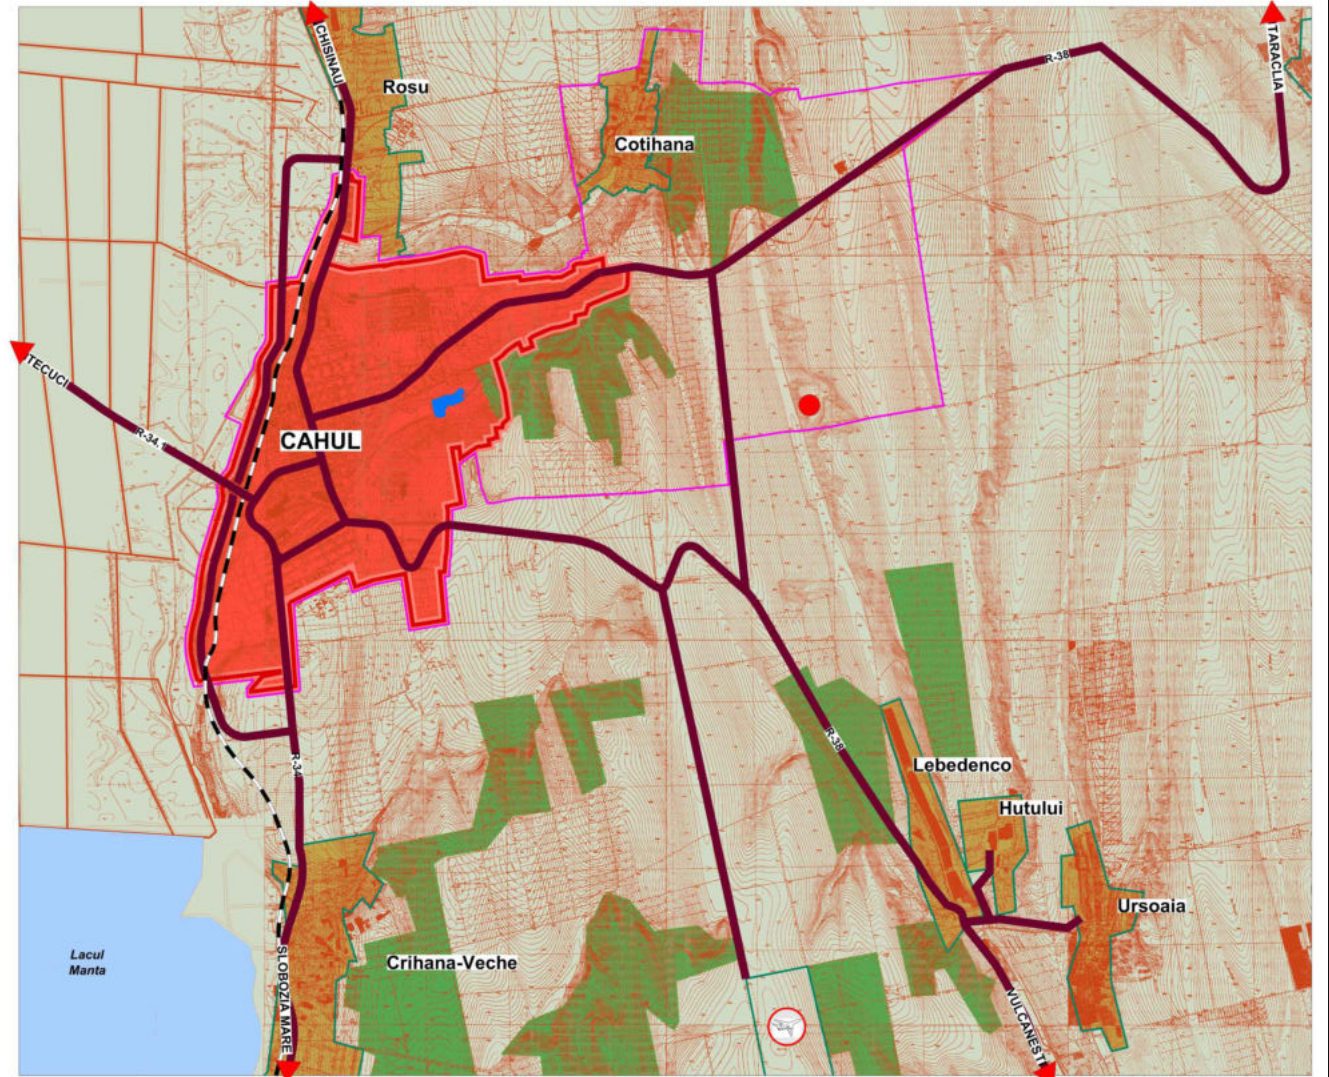 CHISINAU
TARACLIA
R-38
Rosu
Cotihana
TECUCI
R-34.1
CAHUL
R-38
R-34
Lebedenco
Hutului
Ursoaia
Lacul
Manta
Crihana-Veche
SLOBOZIA MARE
VULCANESTI